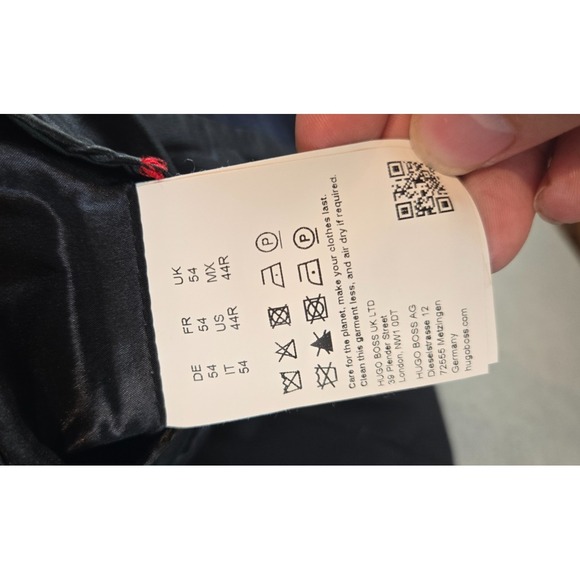 DE FR UK
54 54 54
IT US MX
54 44R 44R
P
P
Care for the planet, make your clothes last.
Clean this garment less, and air dry if required.
HUGO BOSS UK LTD
39 Plender Street
London, NW1 0DT
HUGO BOSS AG
Dieselstrasse 12
72555 Metzingen
Germany
hugoboss.com